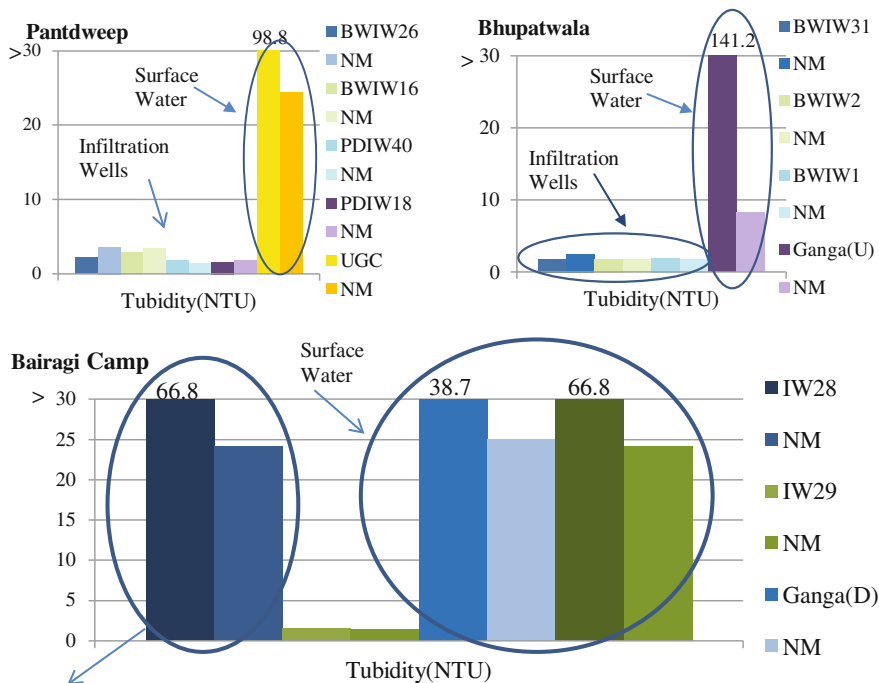 Pantdweep
>30
20
10
0
98.8
Surface
Water
Infiltration
Wells
Tubidity(NTU)
BWIW26
NM
BWIW16
NM
PDIW40
NM
PDIW18
NM
UGC
NM
Bhupatwala
> 30
20
10
0
141.2
Surface
Water
Infiltration
Wells
Tubidity(NTU)
BWIW31
NM
BWIW2
NM
BWIW1
NM
Ganga(U)
NM
Bairagi Camp
> 30
25
20
15
10
5
0
66.8
Surface
Water
38.7
66.8
Tubidity(NTU)
IW28
NM
IW29
NM
Ganga(D)
NM